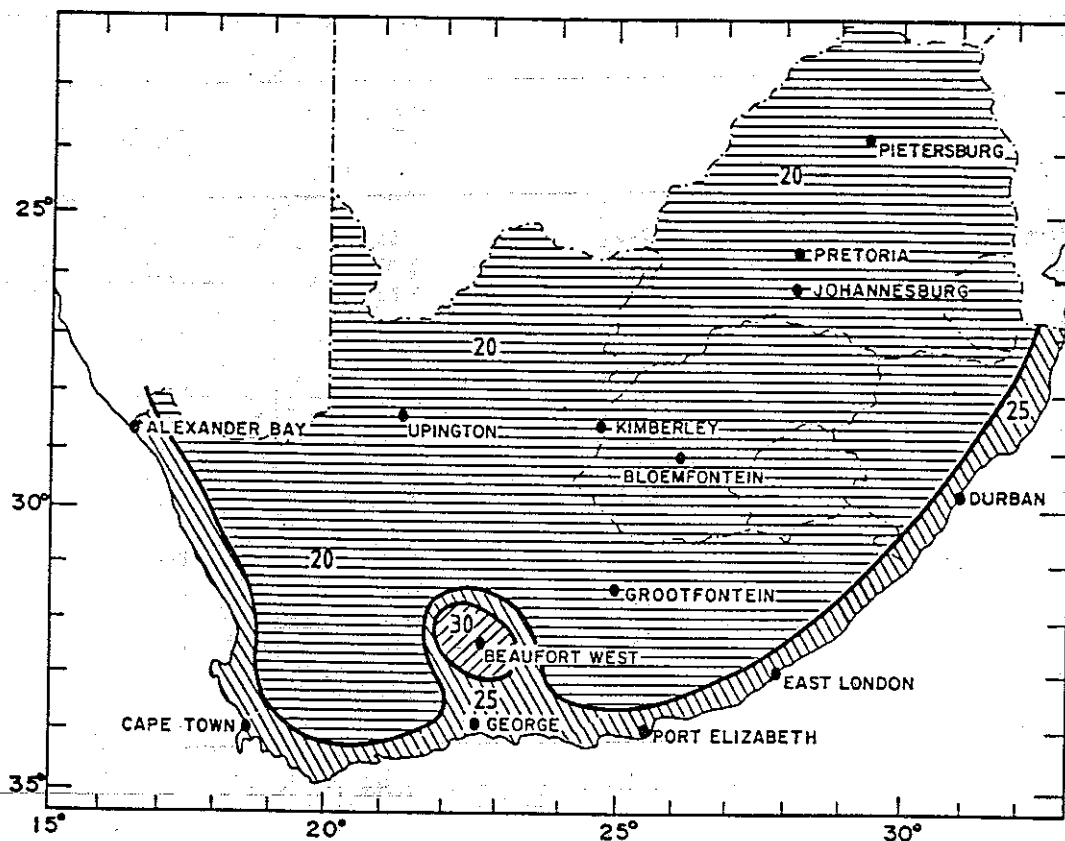 PIETERSBURG
20
25°
PRETORIA
JOHANNESBURG
20
25
ALEXANDER BAY
UPINGTON
KIMBERLEY
BLOEMFONTEIN
30°
DURBAN
20
GROOTFONTEIN
30
BEAUFORT WEST
EAST LONDON
25
CAPE TOWN
GEORGE
PORT ELIZABETH
35°
15°
20°
25°
30°